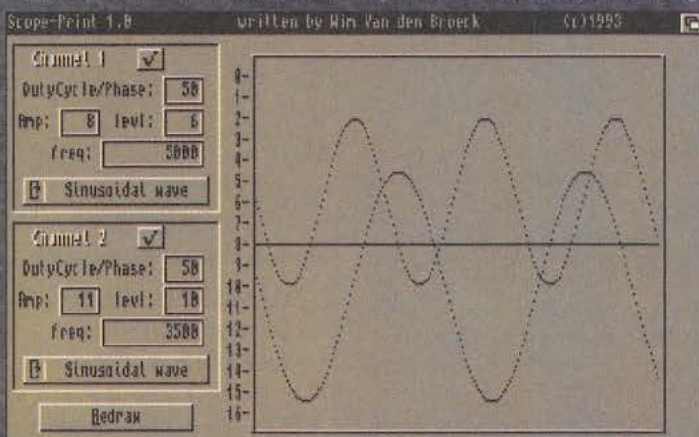 Scope-Print 1.0 written by Wim Van den Broeck (c)1993
Channel 1 ✓
DutyCycle/Phase: 50
Amp: 8 levl: 6
freq: 5000
Sinusoidal wave
Channel 2 ✓
DutyCycle/Phase: 50
Amp: 11 levl: 10
freq: 3500
Sinusoidal wave
Redraw
0-
1-
2-
3-
4-
5-
6-
7-
8-
9-
10-
11-
12-
13-
14-
15-
16-